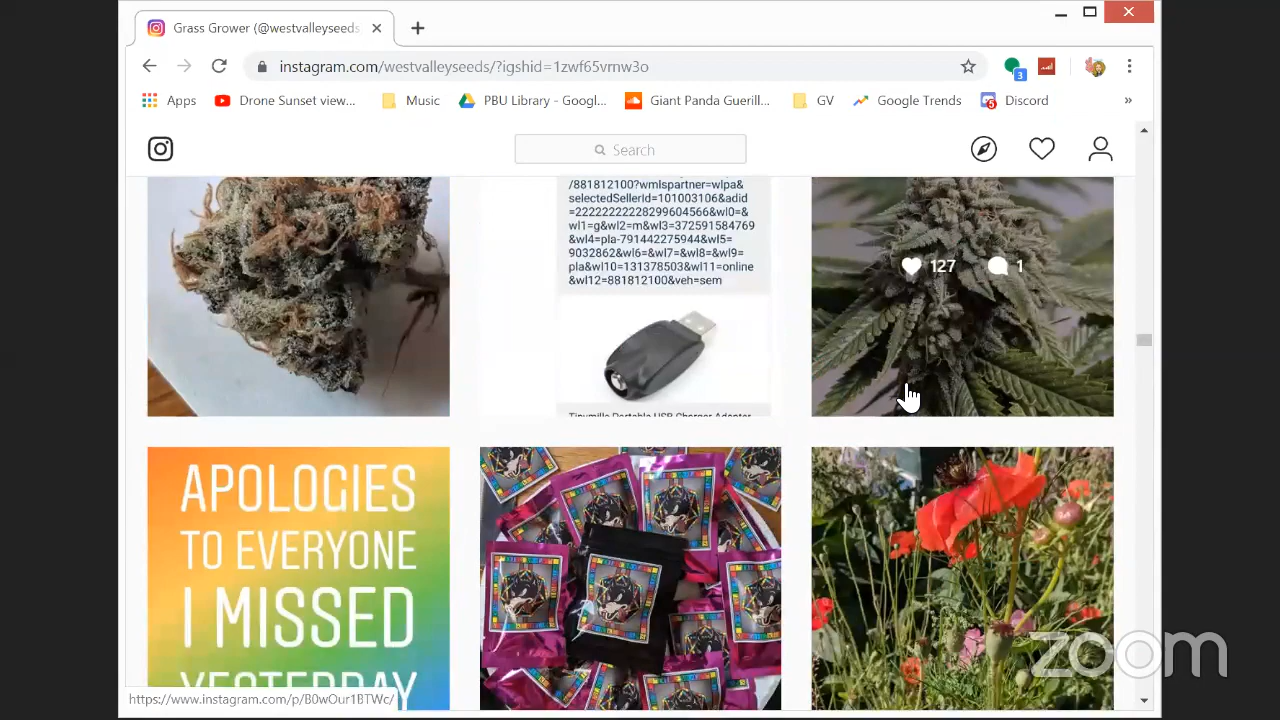 Grass Grower (@westvalleyseeds
instagram.com/westvalleyseeds/?igshid=1zwf65vrnw3o
3
Apps
Drone Sunset view...
Music
PBU Library - Googl...
Giant Panda Guerill...
GV
Google Trends
5
Discord
»
Search
/881812100?wmlspartner=wlpa&
selectedSellerId=101003106&adid
=22222222228299604566&wl0=&
wl1=g&wl2=m&wl3=372591584769
&wl4=pla-791442275944&wl5=
9032862&wl6=&wl7=&wl8=&wl9=
pla&wl10=131378503&wl11=online
&wl12=881812100&veh=sem
127
1
APOLOGIES
TO EVERYONE
I MISSED
YESTERDAY
https://www.instagram.com/p/B0wOur1BTWc/
zoom